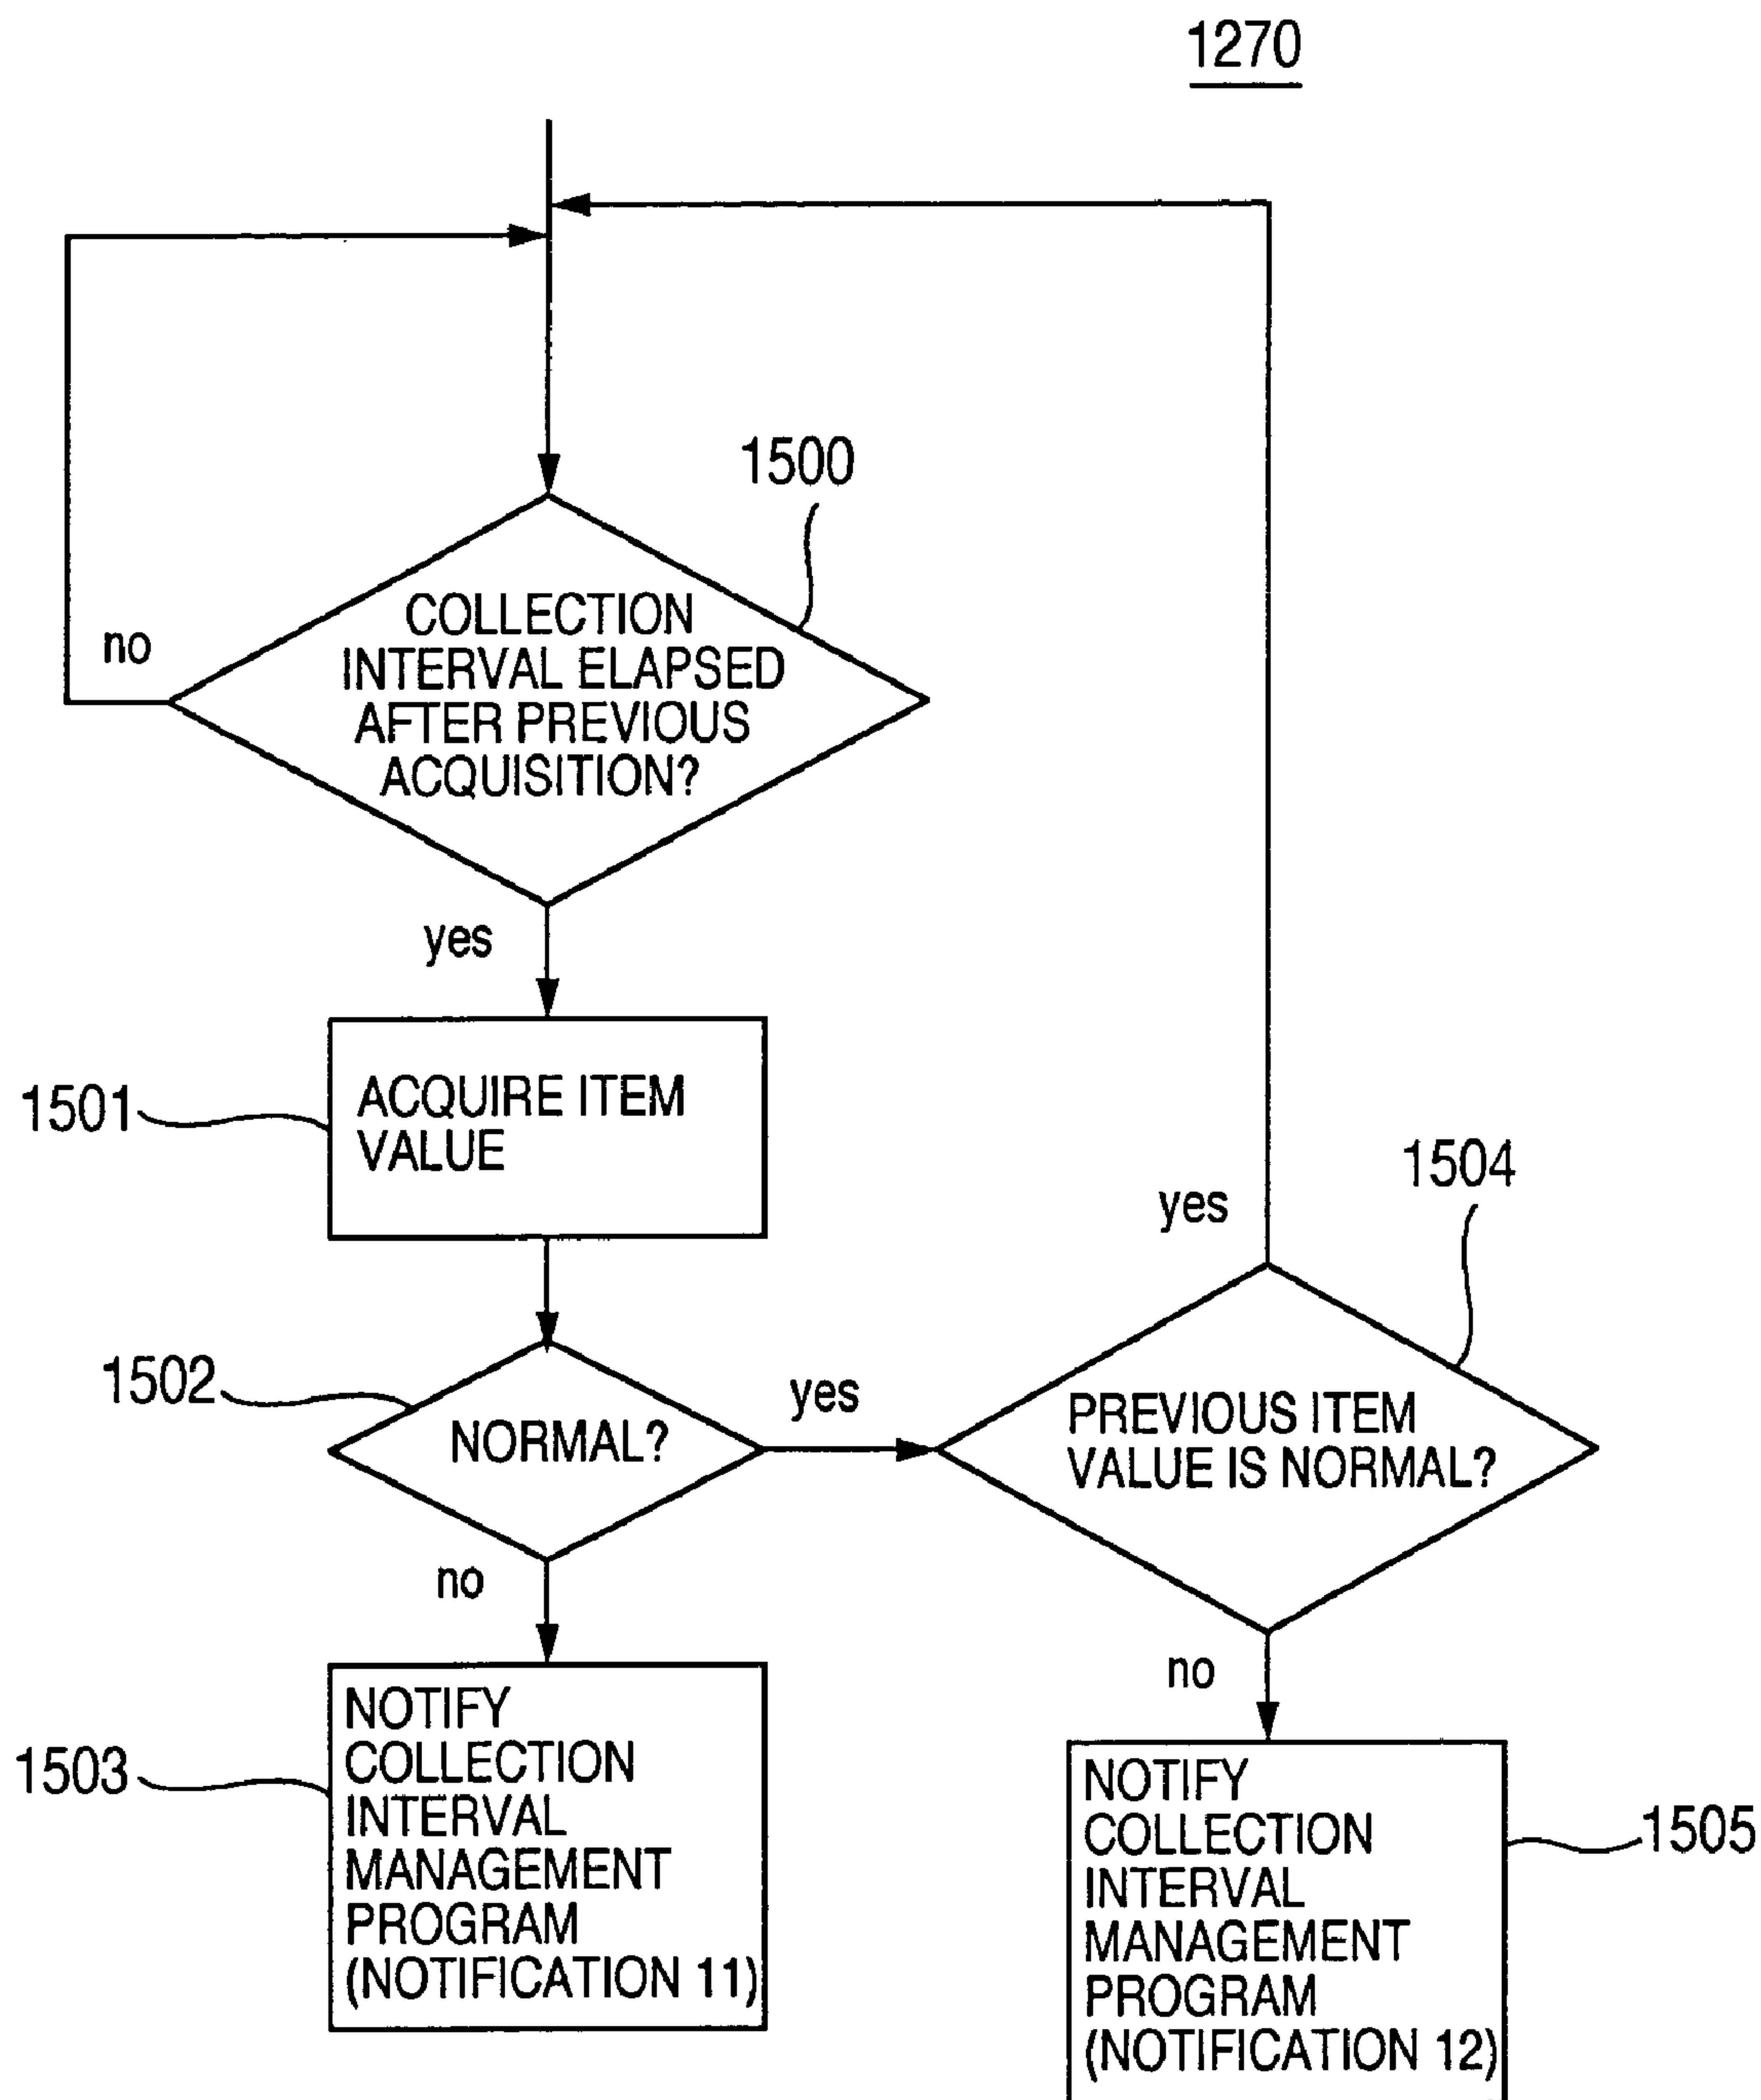 1270
1500
COLLECTION
INTERVAL ELAPSED
AFTER PREVIOUS
ACQUISITION?
no
yes
1501
ACQUIRE ITEM
VALUE
1502
NORMAL?
yes
no
1504
yes
PREVIOUS ITEM
VALUE IS NORMAL?
no
1503
NOTIFY
COLLECTION
INTERVAL
MANAGEMENT
PROGRAM
(NOTIFICATION 11)
NOTIFY
COLLECTION
INTERVAL
MANAGEMENT
PROGRAM
(NOTIFICATION 12)
1505